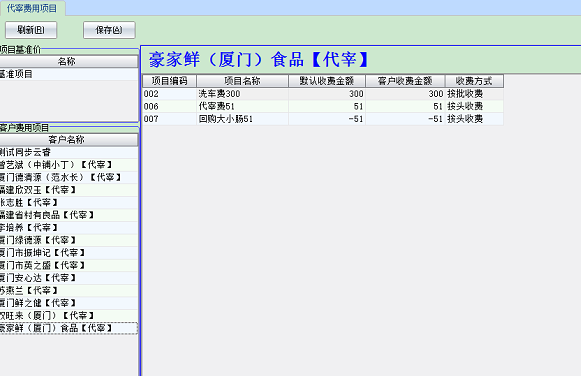 代宰费用项目
刷新(R) 保存(A)
项目基准价
名称
基准项目
客户费用项目
客户名称
测试同步云睿
曾艺斌（中铺小丁）【代宰】
厦门德清源（范水长）【代宰】
福建欣双玉【代宰】
张志胜【代宰】
福建省村有良品【代宰】
李培养【代宰】
厦门绿德源【代宰】
厦门市振坤记【代宰】
厦门市英之盛【代宰】
厦门安心达【代宰】
苏燕兰【代宰】
厦门鲜之健【代宰】
双旺来（厦门）【代宰】
豪家鲜（厦门）食品【代宰】
豪家鲜（厦门）食品【代宰】
项目编码 项目名称 默认收费金额 客户收费金额 收费方式
002 洗车费300 300 300 按批收费
006 代宰费51 51 51 按头收费
007 回购大小肠51 -51 -51 按头收费